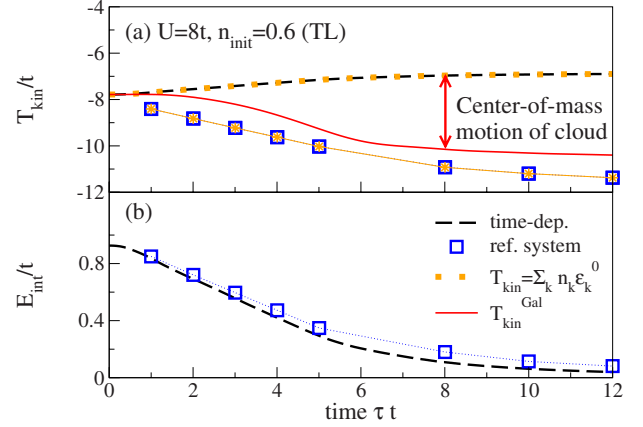 (a) U=8t, n_init=0.6 (TL)
T_kin/t
-4
-6
-8
-10
-12
Center-of-mass
motion of cloud
(b)
E_int/t
0.8
0.4
0
time-dep.
ref. system
T_kin=Σ_k n_k ε_k^0
T_kin^Gal
0 2 4 6 8 10 12
time τ t